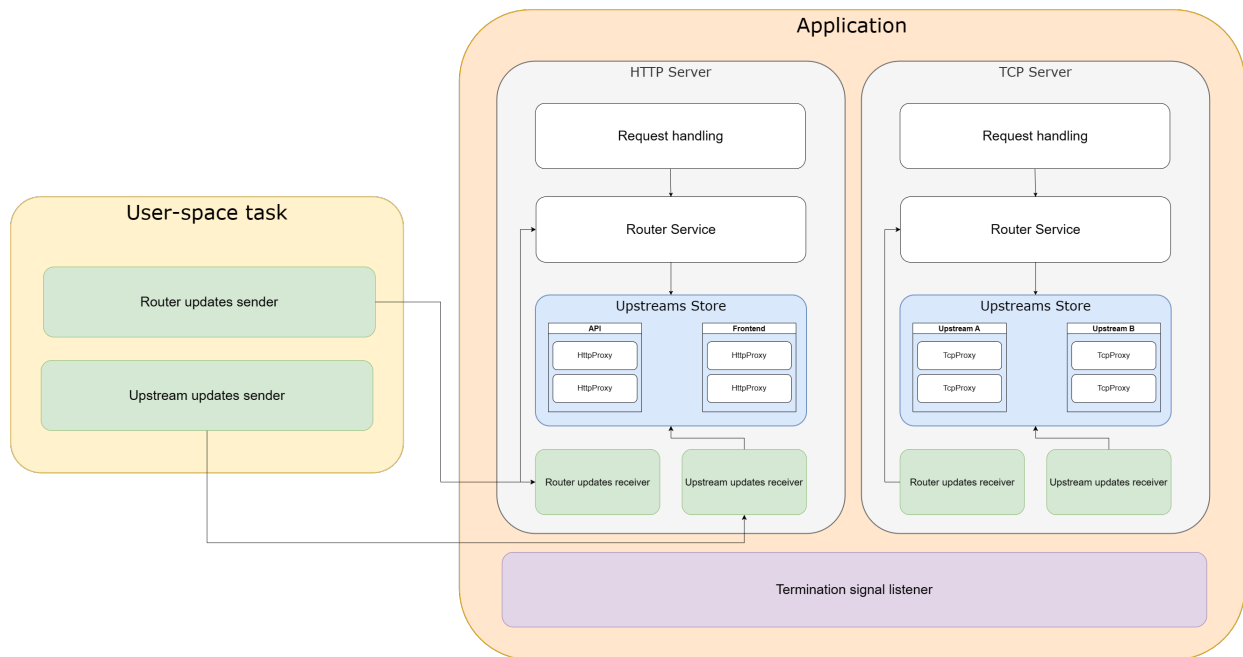 Application
HTTP Server
Request handling
Router Service
Upstreams Store
API
HttpProxy
HttpProxy
Frontend
HttpProxy
HttpProxy
Router updates receiver
Upstream updates receiver
TCP Server
Request handling
Router Service
Upstreams Store
Upstream A
TcpProxy
TcpProxy
Upstream B
TcpProxy
TcpProxy
Router updates receiver
Upstream updates receiver
Termination signal listener
User-space task
Router updates sender
Upstream updates sender